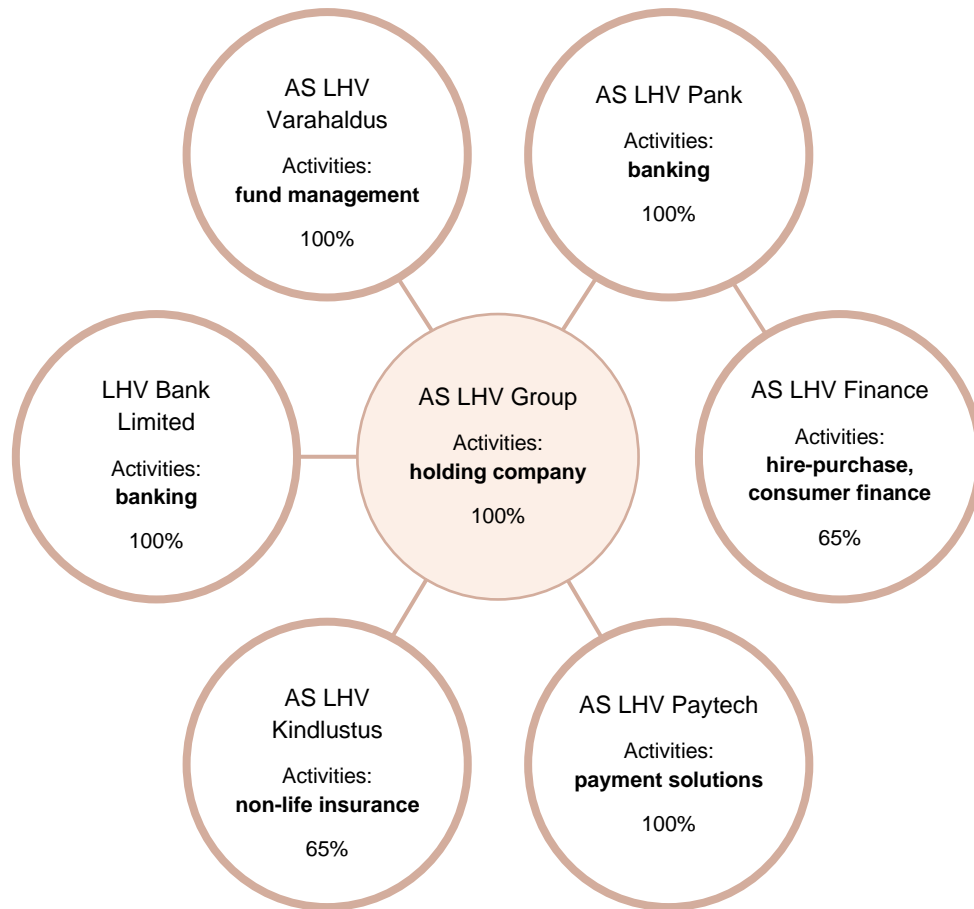 AS LHV
Varahaldus
Activities:
fund management
100%
AS LHV Pank
Activities:
banking
100%
LHV Bank
Limited
Activities:
banking
100%
AS LHV Group
Activities:
holding company
100%
AS LHV Finance
Activities:
hire-purchase,
consumer finance
65%
AS LHV
Kindlustus
Activities:
non-life insurance
65%
AS LHV Paytech
Activities:
payment solutions
100%